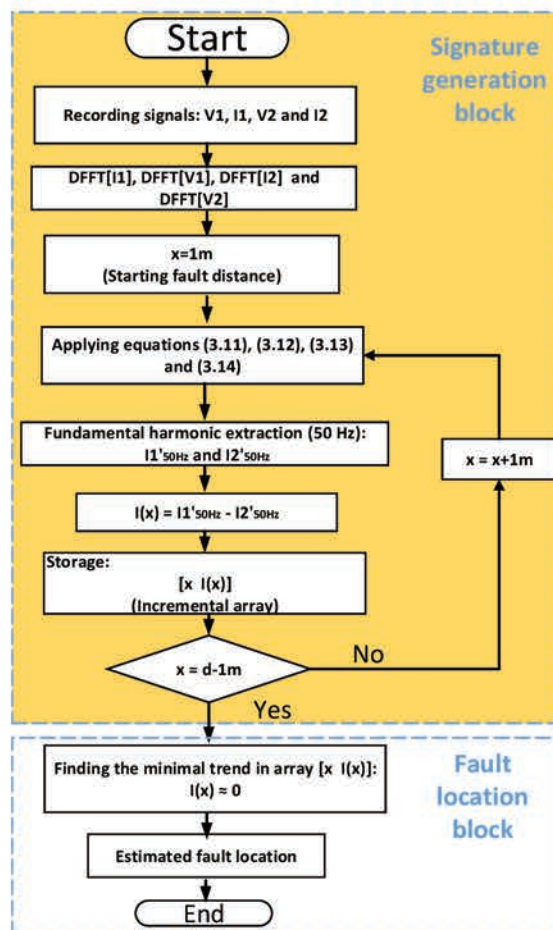 Start
Signature
generation
block
Recording signals: V1, I1, V2 and I2
DFFT[I1], DFFT[V1], DFFT[I2] and
DFFT[V2]
x=1m
(Starting fault distance)
Applying equations (3.11), (3.12), (3.13)
and (3.14)
Fundamental harmonic extraction (50 Hz):
I1'50Hz and I2'50Hz
x = x+1m
I(x) = I1'50Hz - I2'50Hz
Storage:
[x I(x)]
(Incremental array)
x = d-1m
No
Yes
Finding the minimal trend in array [x I(x)]:
I(x) ≈ 0
Fault
location
block
Estimated fault location
End